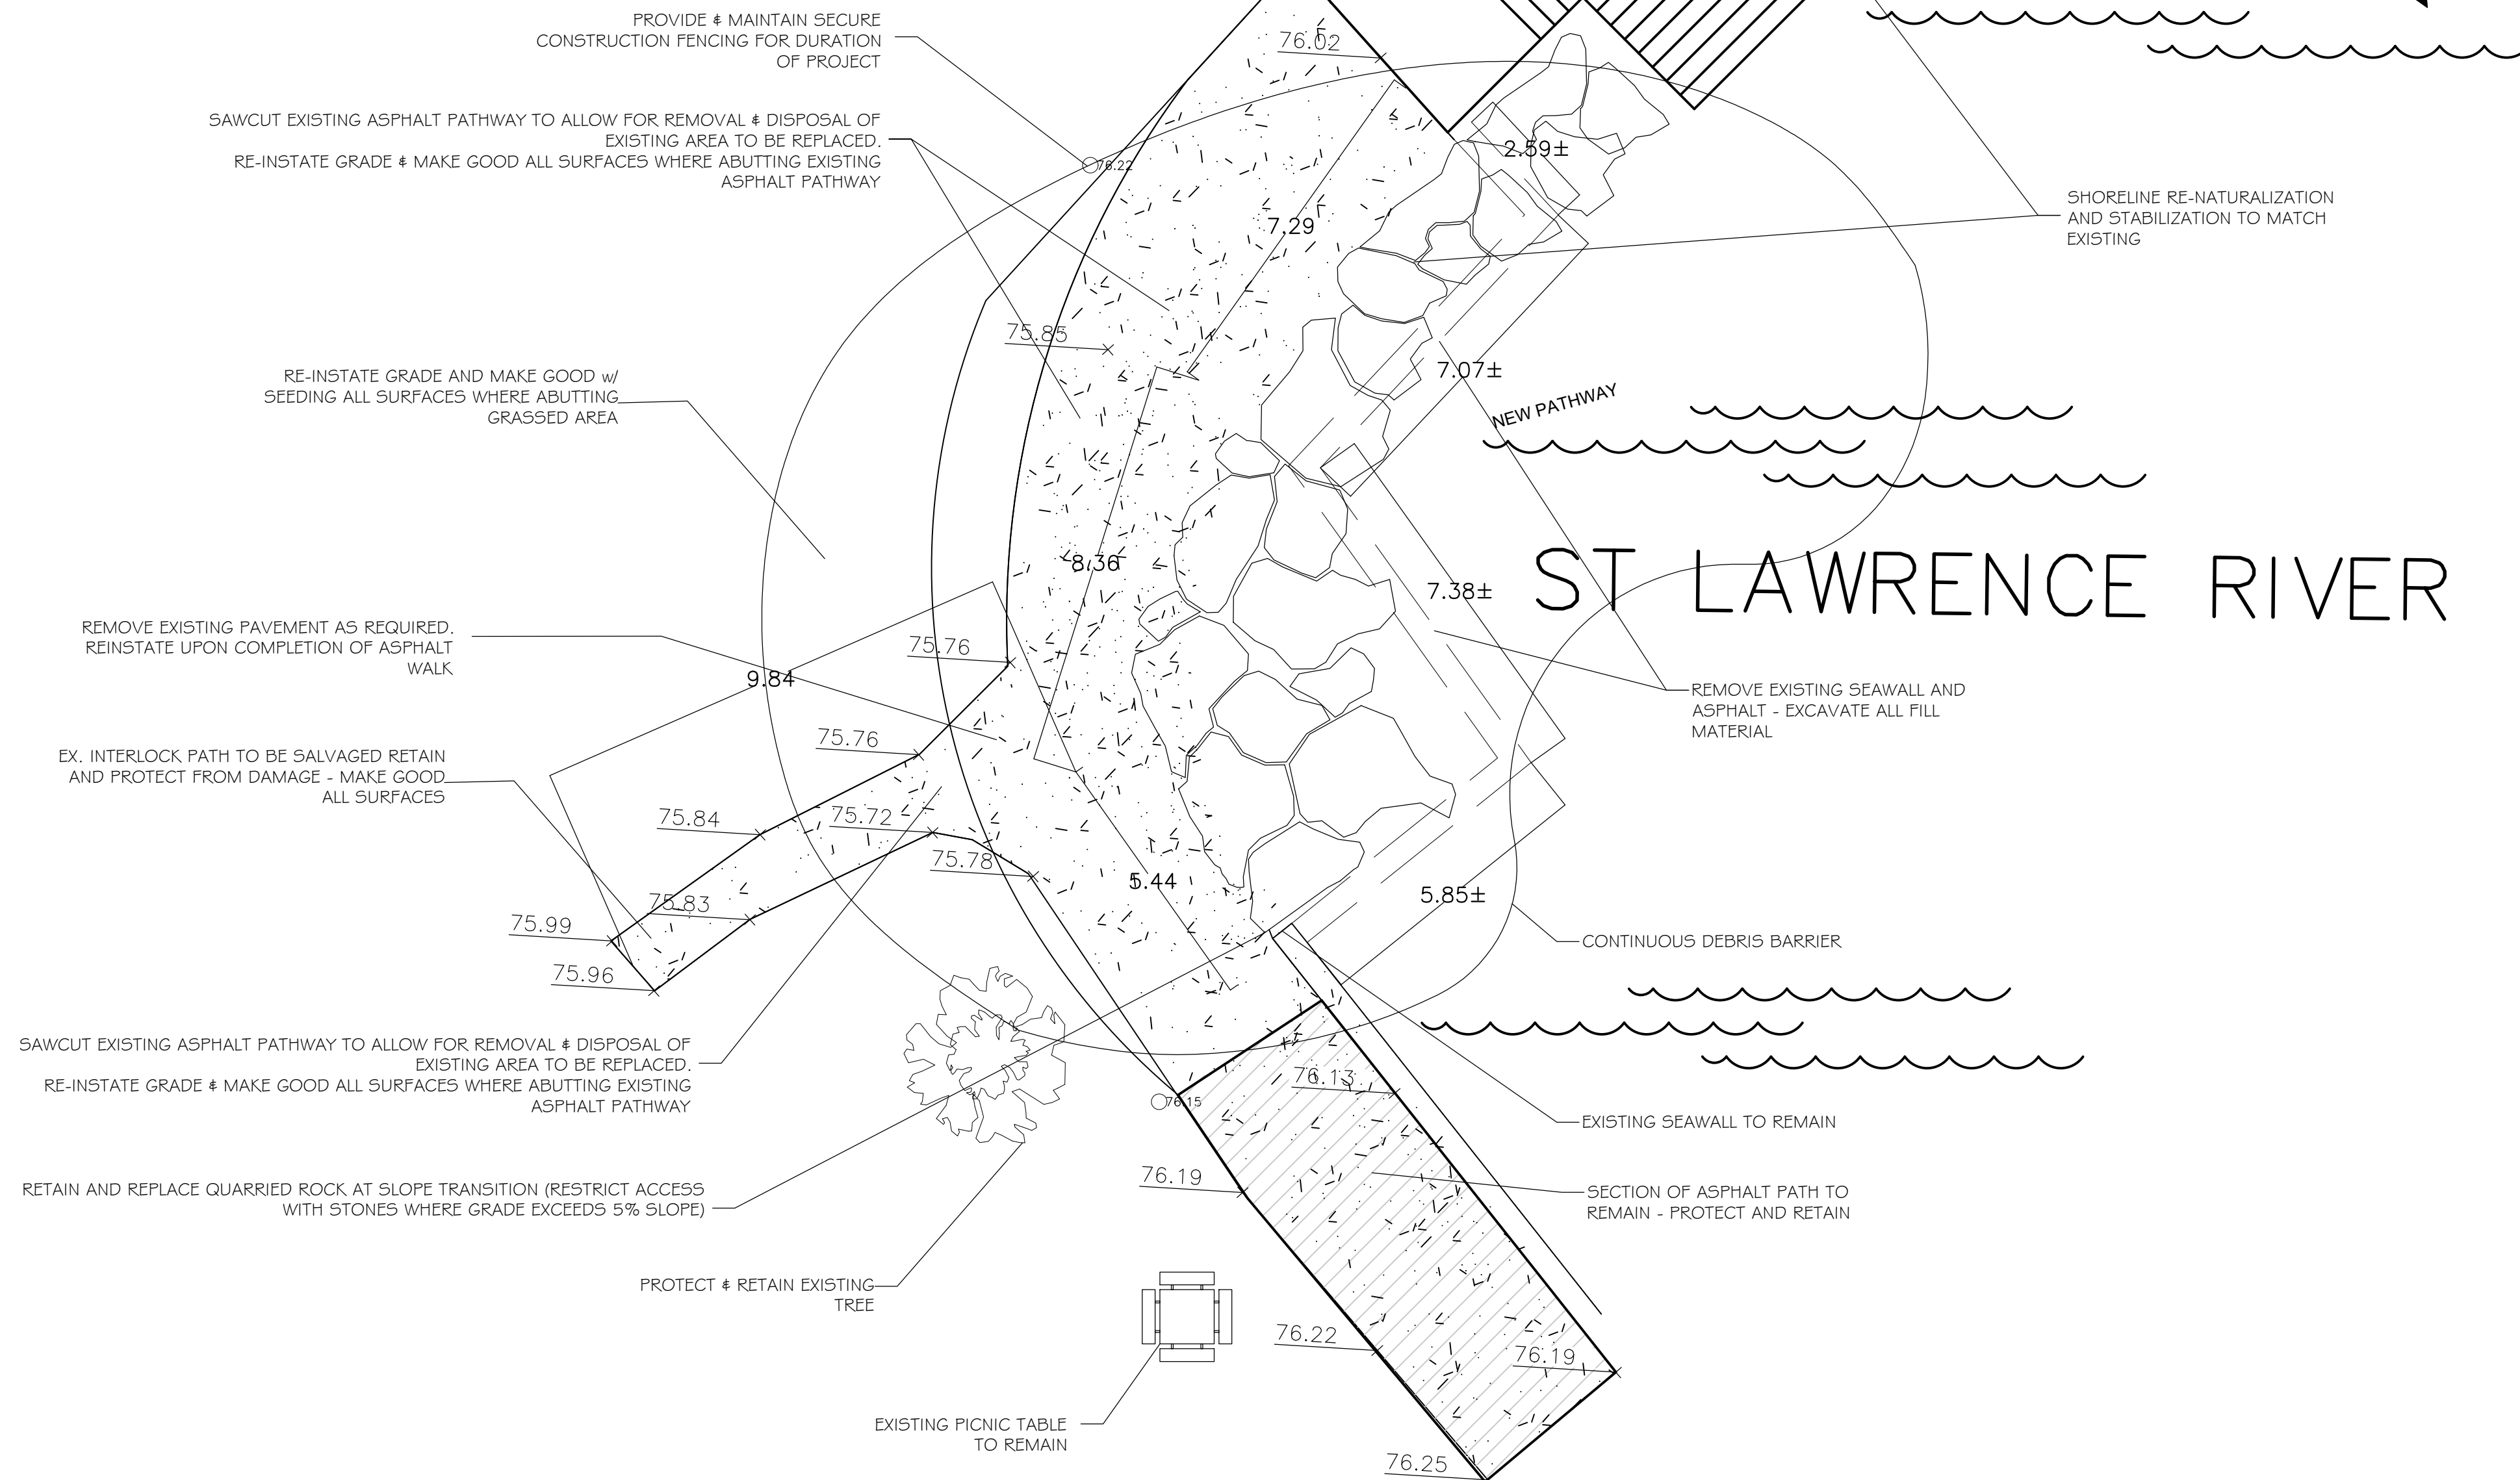 PROVIDE & MAINTAIN SECURE
CONSTRUCTION FENCING FOR DURATION
OF PROJECT
76.02
SAWCUT EXISTING ASPHALT PATHWAY TO ALLOW FOR REMOVAL & DISPOSAL OF
EXISTING AREA TO BE REPLACED.
RE-INSTATE GRADE & MAKE GOOD ALL SURFACES WHERE ABUTTING EXISTING
ASPHALT PATHWAY
76.22
2.59±
7.29
SHORELINE RE-NATURALIZATION
AND STABILIZATION TO MATCH
EXISTING
75.85
RE-INSTATE GRADE AND MAKE GOOD w/
SEEDING ALL SURFACES WHERE ABUTTING
GRASSED AREA
7.07±
NEW PATHWAY
8.36
7.38±
ST LAWRENCE RIVER
REMOVE EXISTING PAVEMENT AS REQUIRED.
REINSTATE UPON COMPLETION OF ASPHALT
WALK
75.76
9.84
REMOVE EXISTING SEAWALL AND
ASPHALT - EXCAVATE ALL FILL
MATERIAL
75.76
EX. INTERLOCK PATH TO BE SALVAGED RETAIN
AND PROTECT FROM DAMAGE - MAKE GOOD
ALL SURFACES
75.84
75.72
75.78
5.44
5.85±
75.83
75.99
75.96
CONTINUOUS DEBRIS BARRIER
SAWCUT EXISTING ASPHALT PATHWAY TO ALLOW FOR REMOVAL & DISPOSAL OF
EXISTING AREA TO BE REPLACED.
RE-INSTATE GRADE & MAKE GOOD ALL SURFACES WHERE ABUTTING EXISTING
ASPHALT PATHWAY
76.13
76.15
EXISTING SEAWALL TO REMAIN
76.19
RETAIN AND REPLACE QUARRIED ROCK AT SLOPE TRANSITION (RESTRICT ACCESS
WITH STONES WHERE GRADE EXCEEDS 5% SLOPE)
SECTION OF ASPHALT PATH TO
REMAIN - PROTECT AND RETAIN
PROTECT & RETAIN EXISTING
TREE
76.22
76.19
EXISTING PICNIC TABLE
TO REMAIN
76.25